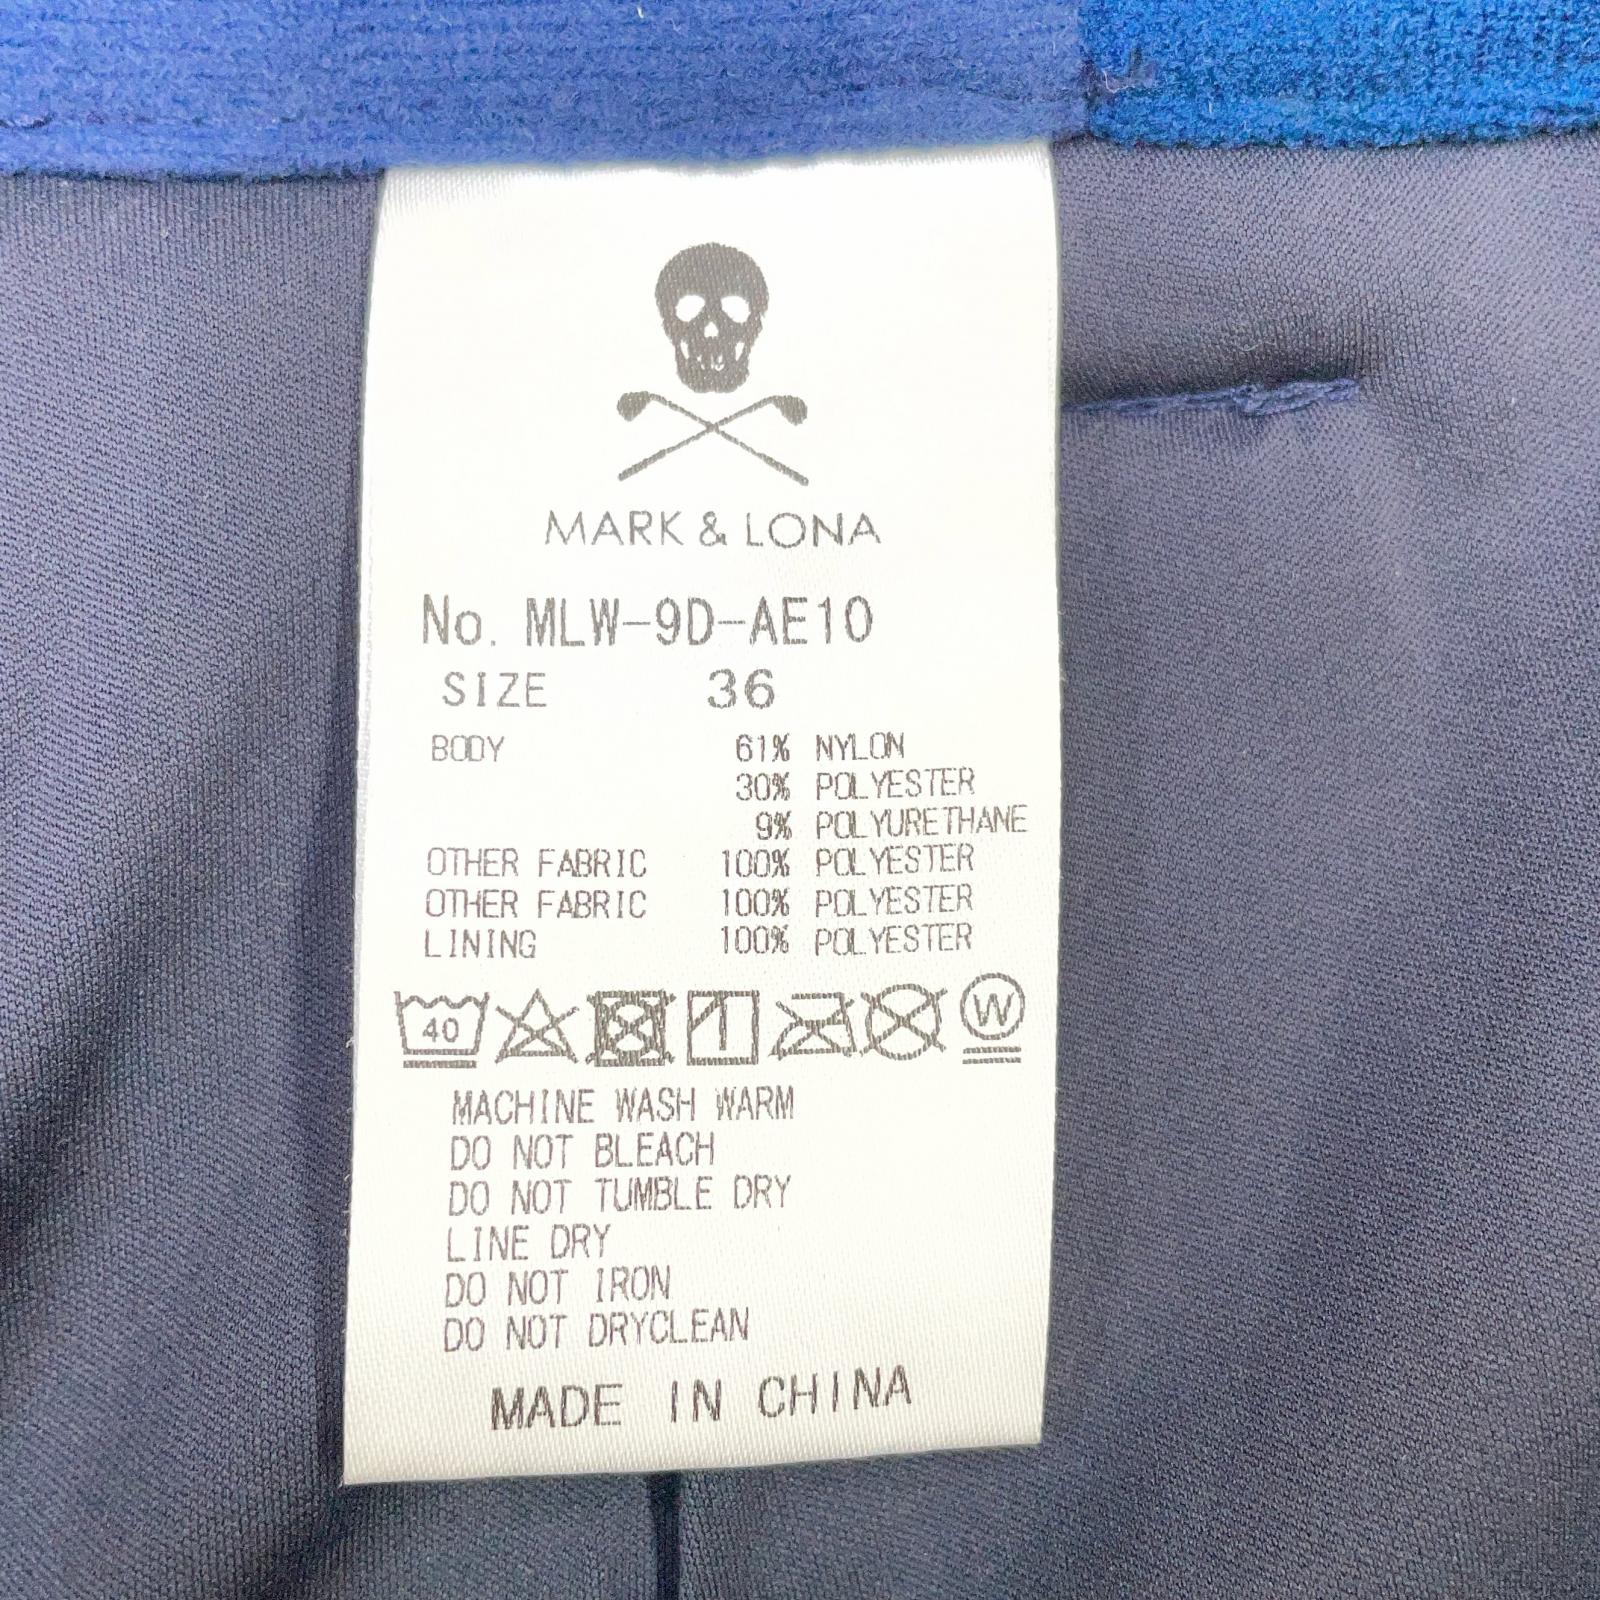 MARK & LONA
No. MLW-9D-AE10
SIZE 36
BODY 61% NYLON
30% POLYESTER
9% POLYURETHANE
OTHER FABRIC 100% POLYESTER
OTHER FABRIC 100% POLYESTER
LINING 100% POLYESTER
40 W
MACHINE WASH WARM
DO NOT BLEACH
DO NOT TUMBLE DRY
LINE DRY
DO NOT IRON
DO NOT DRYCLEAN
MADE IN CHINA